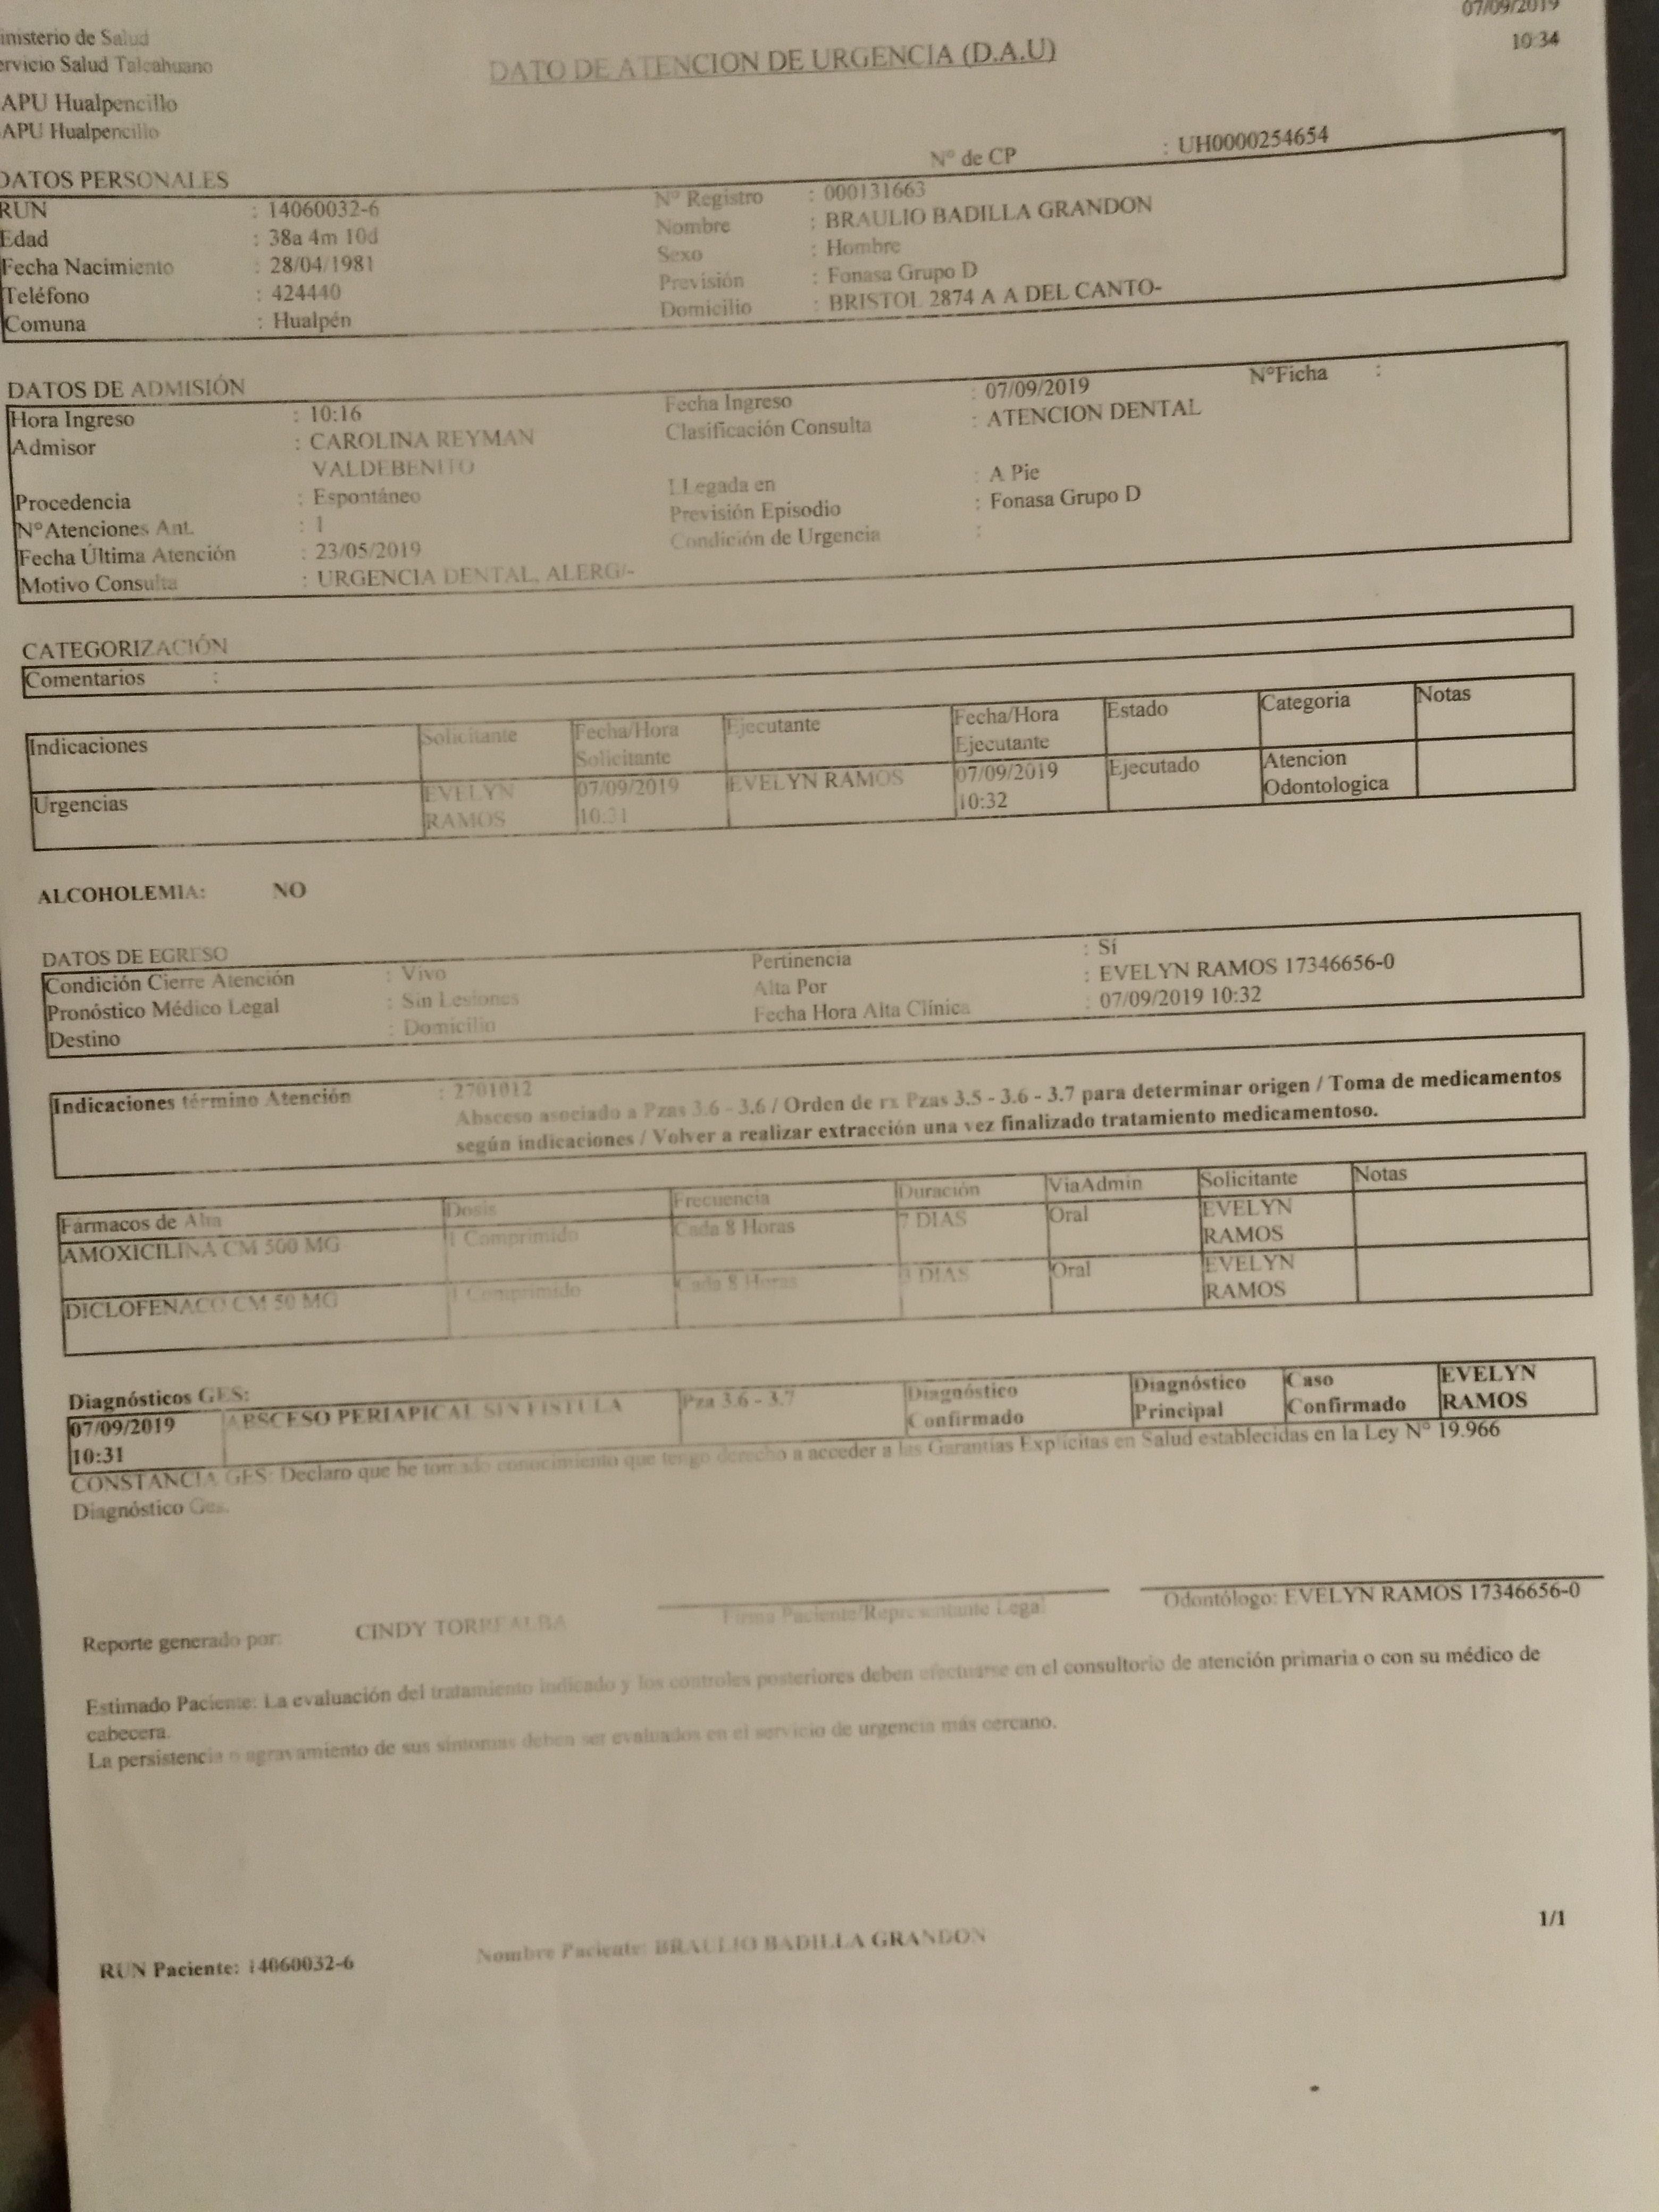 07/09/2019
10:34
inisterio de Salud
ervicio Salud Talcahuano
APU Hualpencillo
APU Hualpencillo
DATO DE ATENCION DE URGENCIA (D.A.U)
Nº de CP : UH0000254654
DATOS PERSONALES
RUN : 14060032-6 Nº Registro : 000131663
Edad : 38a 4m 10d Nombre : BRAULIO BADILLA GRANDON
Fecha Nacimiento : 28/04/1981 Sexo : Hombre
Teléfono : 424440 Previsión : Fonasa Grupo D
Comuna : Hualpén Domicilio : BRISTOL 2874 A A DEL CANTO-
DATOS DE ADMISIÓN
Hora Ingreso : 10:16 Fecha Ingreso : 07/09/2019 NºFicha :
Admisor : CAROLINA REYMAN Clasificación Consulta : ATENCION DENTAL
VALDEBENITO
Procedencia : Espontáneo LLegada en : A Pie
NºAtenciones Ant. : 1 Previsión Episodio : Fonasa Grupo D
Fecha Última Atención : 23/05/2019 Condición de Urgencia :
Motivo Consulta : URGENCIA DENTAL. ALERG/-
CATEGORIZACIÓN
Comentarios :
Indicaciones Solicitante Fecha/Hora Ejecutante Fecha/Hora Estado Categoria Notas
Solicitante Ejecutante
Urgencias EVELYN 07/09/2019 EVELYN RAMOS 07/09/2019 Ejecutado Atencion
RAMOS 10:31 10:32 Odontologica
ALCOHOLEMIA: NO
DATOS DE EGRESO
Condición Cierre Atención : Vivo Pertinencia : Sí
Pronóstico Médico Legal : Sin Lesiones Alta Por : EVELYN RAMOS 17346656-0
Destino : Domicilio Fecha Hora Alta Clínica : 07/09/2019 10:32
Indicaciones término Atención : 2701012
Absceso asociado a Pzas 3.6 - 3.6 / Orden de rx Pzas 3.5 - 3.6 - 3.7 para determinar origen / Toma de medicamentos
según indicaciones / Volver a realizar extracción una vez finalizado tratamiento medicamentoso.
Fármacos de Alta Dosis Frecuencia Duración ViaAdmin Solicitante Notas
AMOXICILINA CM 500 MG 1 Comprimido Cada 8 Horas 7 DIAS Oral EVELYN
RAMOS
DICLOFENACO CM 50 MG 1 Comprimido Cada 8 Horas DIAS Oral EVELYN
RAMOS
Diagnósticos GES:
07/09/2019 ABSCESO PERIAPICAL SIN FISTULA Pza 3.6 - 3.7 Diagnóstico Diagnóstico Caso EVELYN
10:31 Confirmado Principal Confirmado RAMOS
CONSTANCIA GES: Declaro que he tomado conocimiento que tengo derecho a acceder a las Garantías Explícitas en Salud establecidas en la Ley Nº 19.966
Diagnóstico Ges.
Reporte generado por: CINDY TORREALBA Firma Paciente/Representante Legal Odontólogo: EVELYN RAMOS 17346656-0
Estimado Paciente: La evaluación del tratamiento indicado y los controles posteriores deben efectuarse en el consultorio de atención primaria o con su médico de
cabecera.
La persistencia o agravamiento de sus síntomas deben ser evaluados en el servicio de urgencia más cercano.
RUN Paciente: 14060032-6 Nombre Paciente: BRAULIO BADILLA GRANDON 1/1